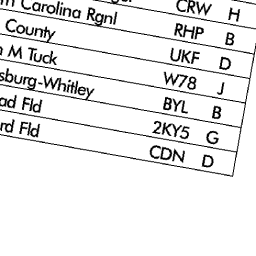 CRW H
Carolina Rgnl RHP B
County UKF D
M Tuck W78 J
sburg-Whitley BYL B
ad Fld 2KY5 G
rd Fld CDN D